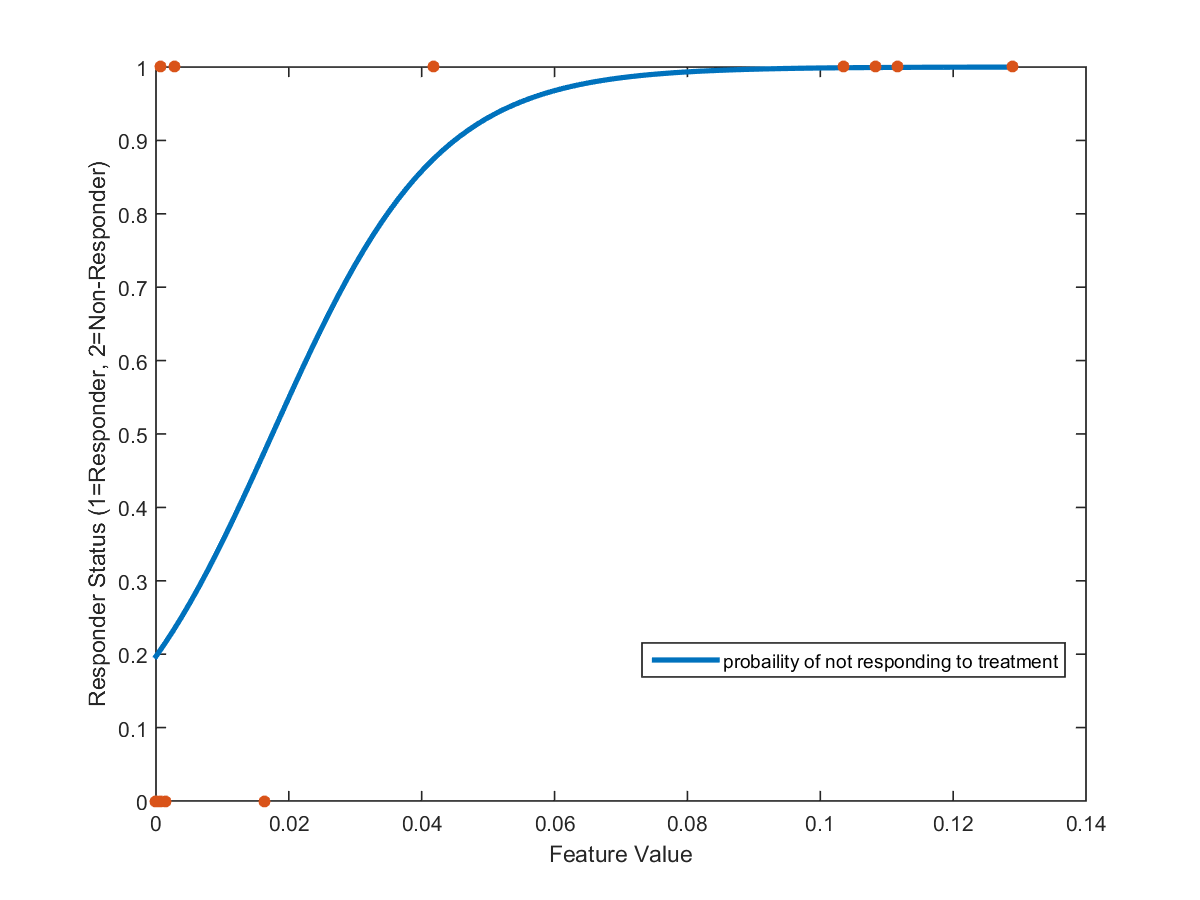 Responder Status (1=Responder, 2=Non-Responder)
1
0.9
0.8
0.7
0.6
0.5
0.4
0.3
0.2
0.1
0
probaility of not responding to treatment
0 0.02 0.04 0.06 0.08 0.1 0.12 0.14
Feature Value